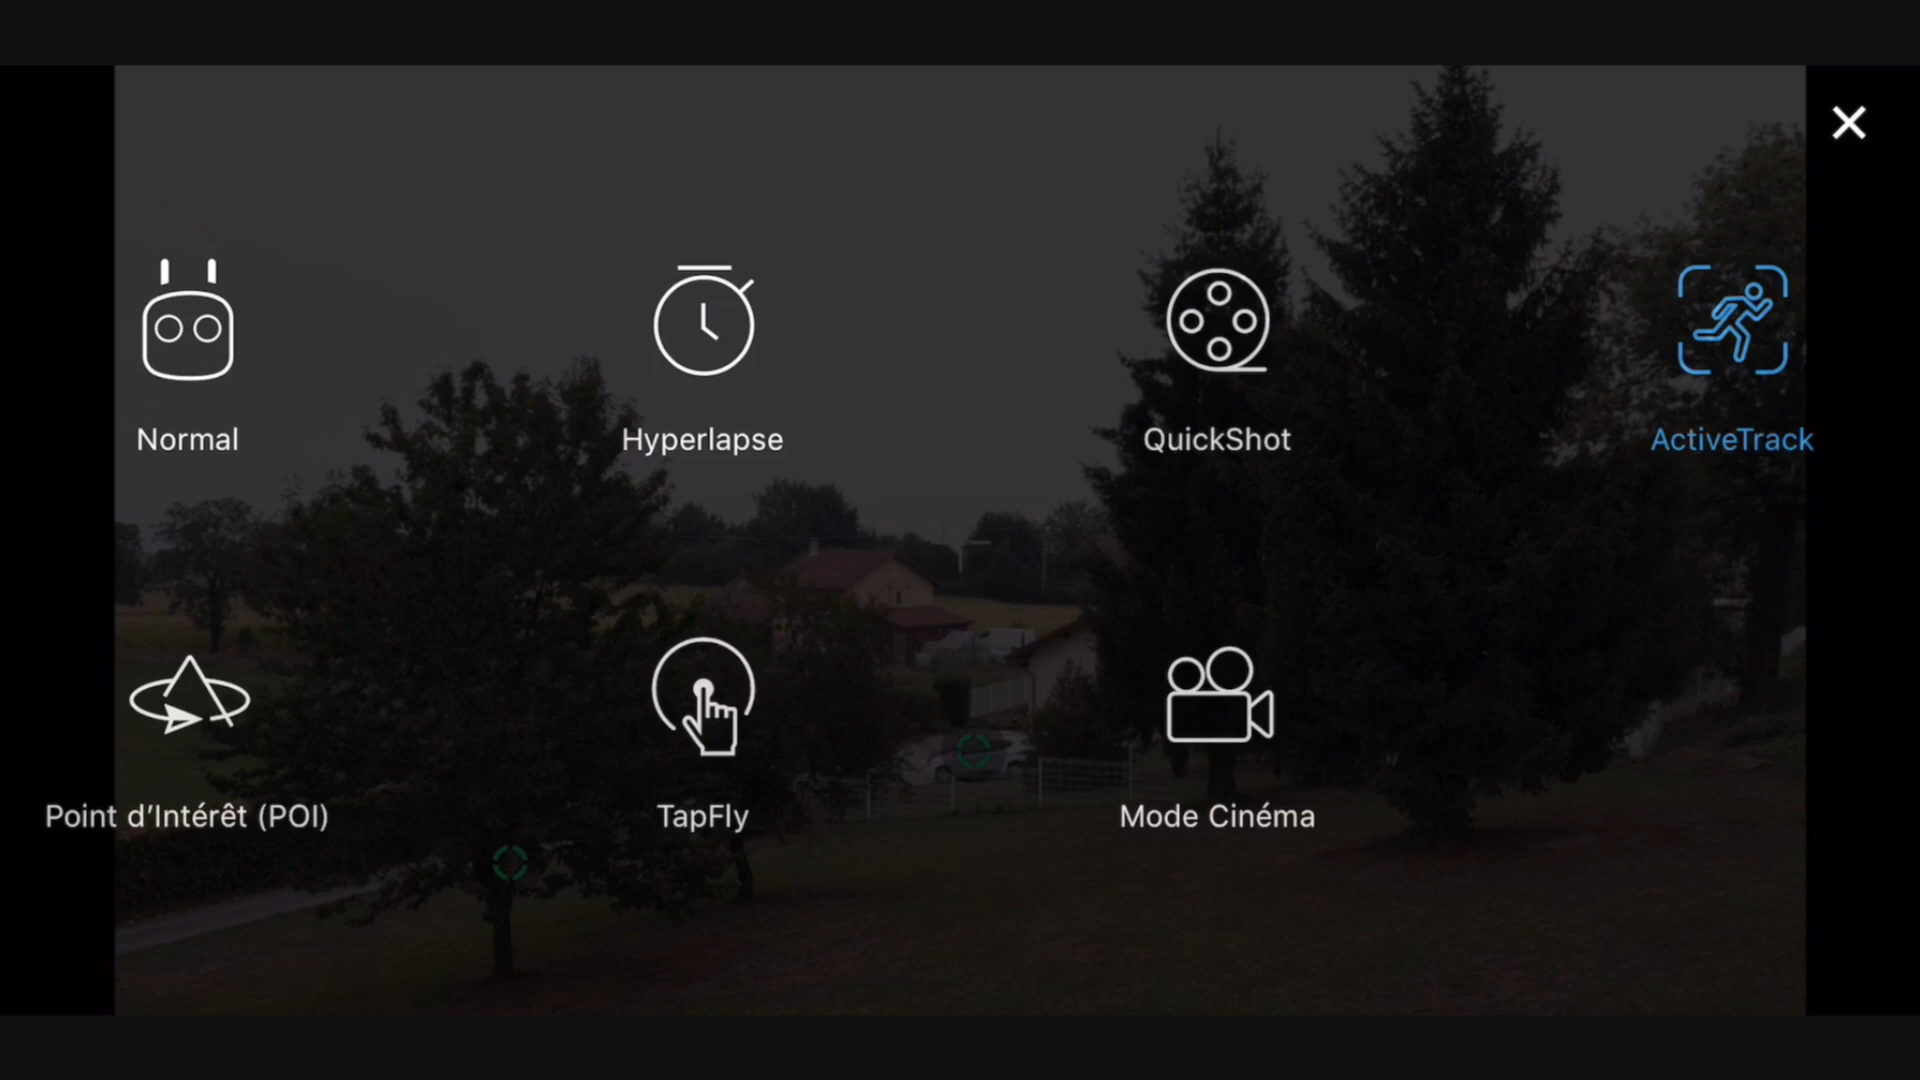 Normal
Hyperlapse
QuickShot
ActiveTrack
Point d’Intérêt (POI)
TapFly
Mode Cinéma